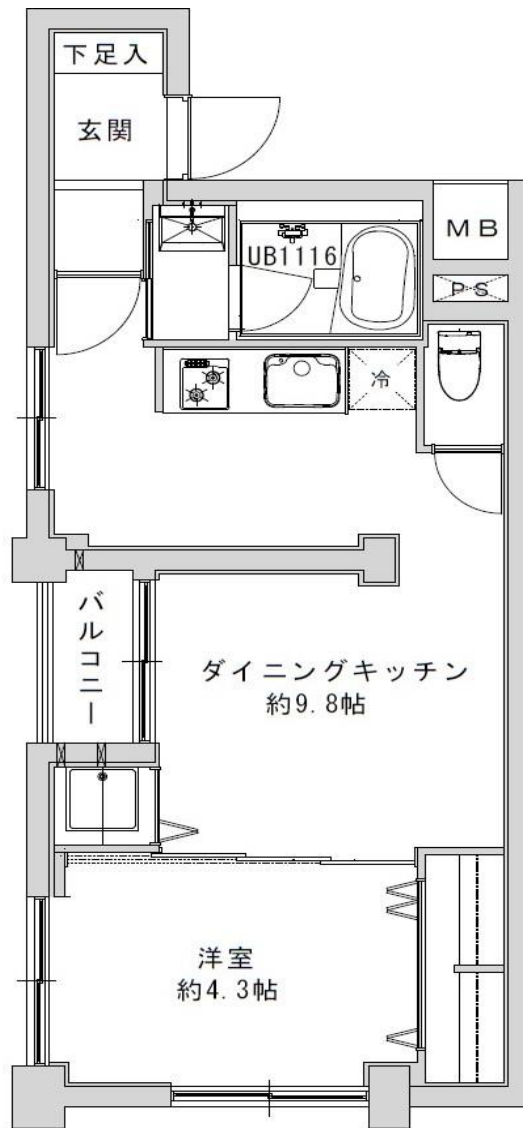 下足入
玄関
UB1116
MB
PS
冷
バルコニー
ダイニングキッチン
約9.8帖
洋室
約4.3帖